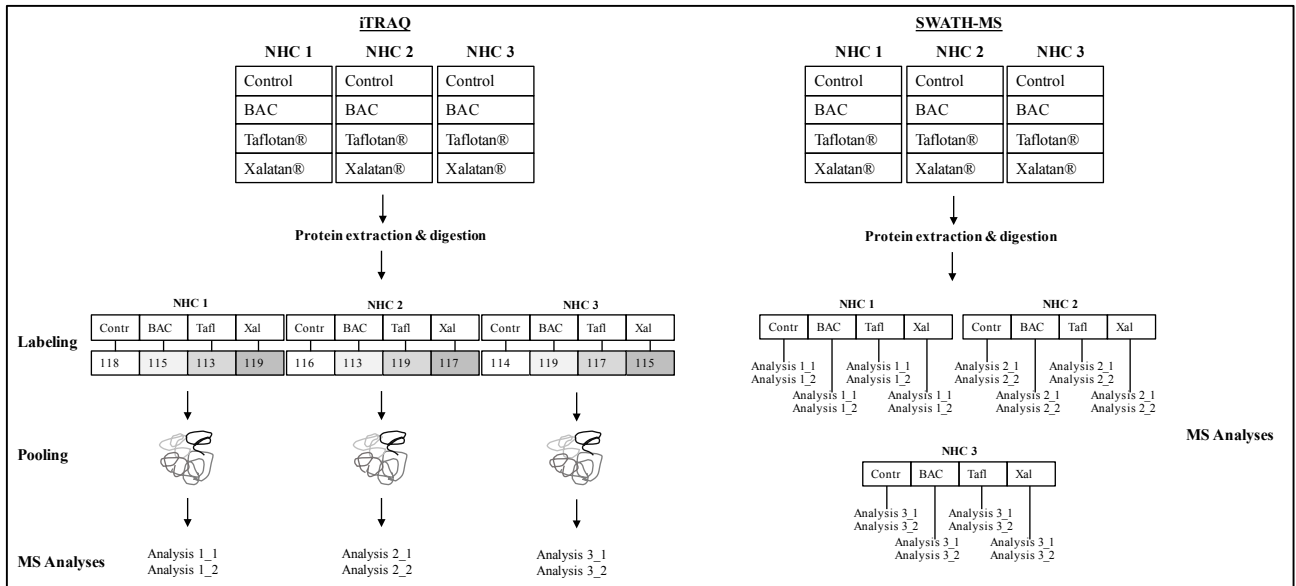 iTRAQ
NHC 1 NHC 2 NHC 3
Control Control Control
BAC BAC BAC
Taflotan® Taflotan® Taflotan®
Xalatan® Xalatan® Xalatan®
Protein extraction & digestion
NHC 1 NHC 2 NHC 3
Contr BAC Tafl Xal Contr BAC Tafl Xal Contr BAC Tafl Xal
Labeling
118 115 113 119 116 113 119 117 114 119 117 115
Pooling
MS Analyses
Analysis 1_1 Analysis 2_1 Analysis 3_1
Analysis 1_2 Analysis 2_2 Analysis 3_2
SWATH-MS
NHC 1 NHC 2 NHC 3
Control Control Control
BAC BAC BAC
Taflotan® Taflotan® Taflotan®
Xalatan® Xalatan® Xalatan®
Protein extraction & digestion
NHC 1 NHC 2
Contr BAC Tafl Xal Contr BAC Tafl Xal
Analysis 1_1 Analysis 1_1 Analysis 2_1 Analysis 2_1
Analysis 1_2 Analysis 1_2 Analysis 2_2 Analysis 2_2
Analysis 1_1 Analysis 1_1 Analysis 2_1 Analysis 2_1
Analysis 1_2 Analysis 1_2 Analysis 2_2 Analysis 2_2
MS Analyses
NHC 3
Contr BAC Tafl Xal
Analysis 3_1 Analysis 3_1
Analysis 3_2 Analysis 3_2
Analysis 3_1 Analysis 3_1
Analysis 3_2 Analysis 3_2